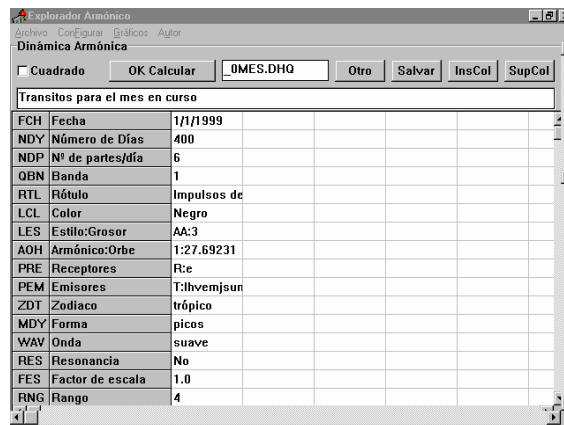 Explorador Armónico
Archivo Configurar Gráficos Autor
Dinámica Armónica
Cuadrado OK Calcular _0MES.DHQ Otro Salvar InsCol SupCol
Transitos para el mes en curso
FCH Fecha 1/1/1999
NDY Número de Días 400
NDP Nº de partes/día 6
QBN Banda 1
RTL Rótulo Impulsos de
LCL Color Negro
LES Estilo:Grosor AA:3
AOH Armónico:Orbe 1:27.69231
PRE Receptores R:e
PEM Emisores T:lhvemjsun
ZDT Zodiaco trópico
MDY Forma picos
WAV Onda suave
RES Resonancia No
FES Factor de escala 1.0
RNG Rango 4